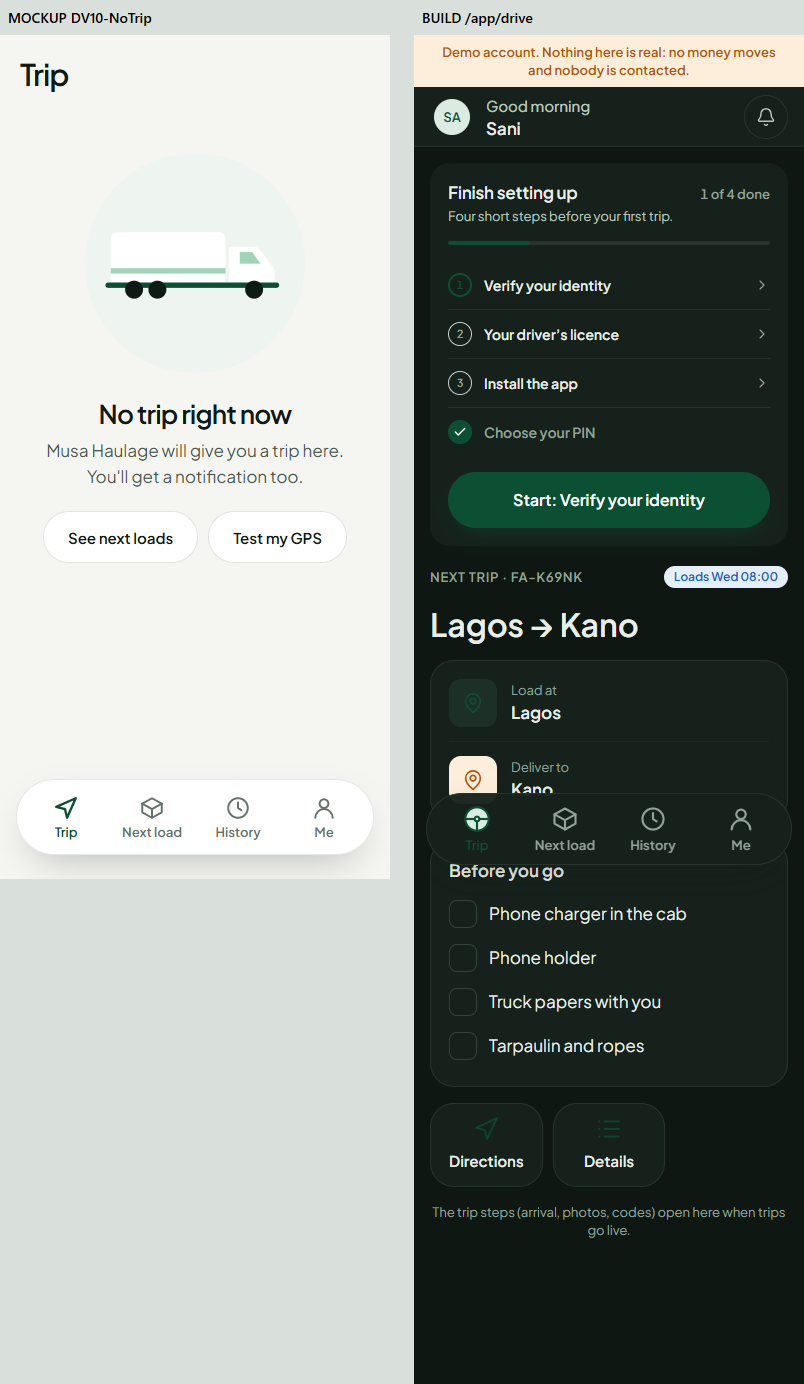 MOCKUP DV10-NoTrip
Trip
No trip right now
Musa Haulage will give you a trip here.
You'll get a notification too.
See next loads
Test my GPS
Trip
Next load
History
Me
BUILD /app/drive
Demo account. Nothing here is real: no money moves
and nobody is contacted.
SA
Good morning
Sani
Finish setting up
1 of 4 done
Four short steps before your first trip.
1
Verify your identity
2
Your driver's licence
3
Install the app
Choose your PIN
Start: Verify your identity
NEXT TRIP · FA-K69NK
Loads Wed 08:00
Lagos → Kano
Load at
Lagos
Deliver to
Kano
Trip
Next load
History
Me
Before you go
Phone charger in the cab
Phone holder
Truck papers with you
Tarpaulin and ropes
Directions
Details
The trip steps (arrival, photos, codes) open here when trips
go live.